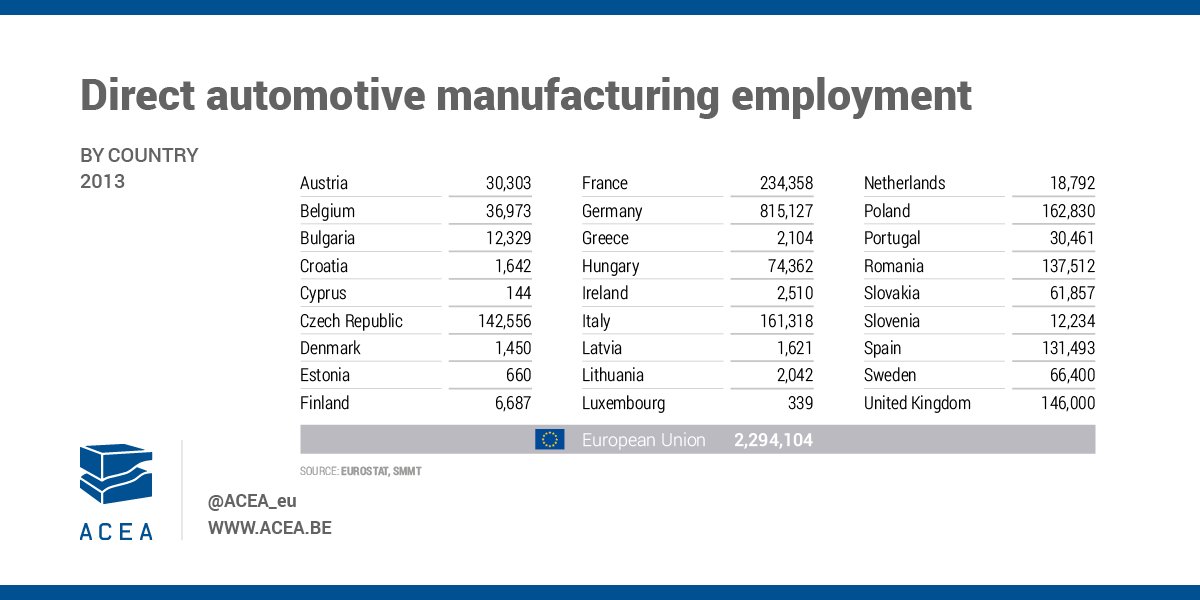 Direct automotive manufacturing employment
BY COUNTRY
2013
Austria 30,303
Belgium 36,973
Bulgaria 12,329
Croatia 1,642
Cyprus 144
Czech Republic 142,556
Denmark 1,450
Estonia 660
Finland 6,687
France 234,358
Germany 815,127
Greece 2,104
Hungary 74,362
Ireland 2,510
Italy 161,318
Latvia 1,621
Lithuania 2,042
Luxembourg 339
Netherlands 18,792
Poland 162,830
Portugal 30,461
Romania 137,512
Slovakia 61,857
Slovenia 12,234
Spain 131,493
Sweden 66,400
United Kingdom 146,000
European Union 2,294,104
SOURCE: EUROSTAT, SMMT
ACEA
@ACEA_eu
WWW.ACEA.BE